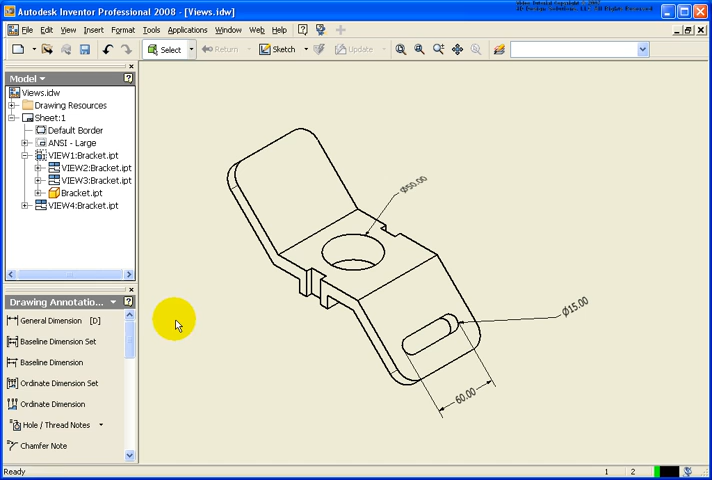 Autodesk Inventor Professional 2008 - [Views.idw]
File Edit View Insert Format Tools Window Web Help
Select Return Sketch Update
Model
Views.idw
Drawing Resources
Sheet:1
Default Border
ANSI - Large
VIEW1:Bracket.ipt
VIEW2:Bracket.ipt
VIEW3:Bracket.ipt
Bracket.ipt
VIEW4:Bracket.ipt
Ø50.00
Ø15.00
60.00
Drawing Annotatio...
General Dimension [D]
Baseline Dimension Set
Baseline Dimension
Ordinate Dimension Set
Ordinate Dimension
Hole / Thread Notes
Chamfer Note
Ready 1 2